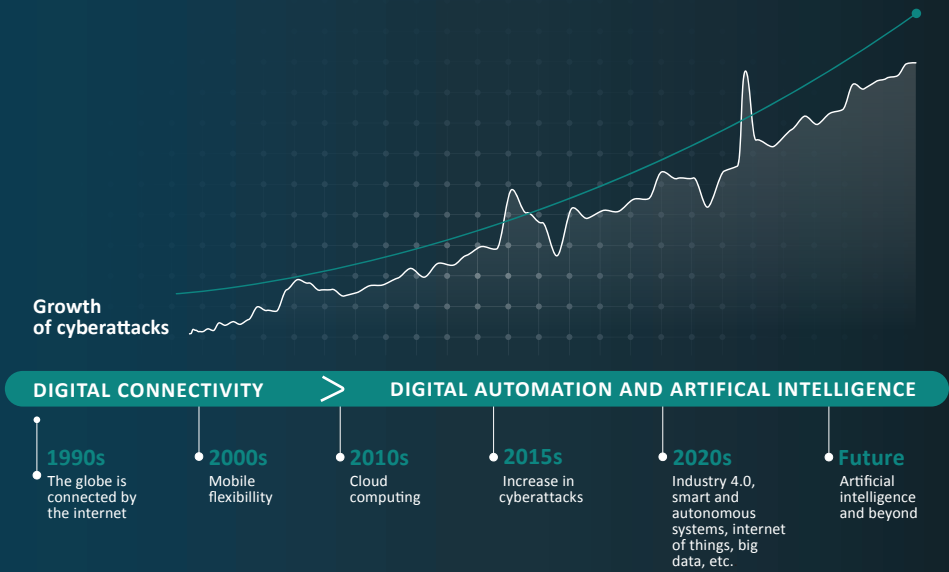 Growth
of cyberattacks
DIGITAL CONNECTIVITY > DIGITAL AUTOMATION AND ARTIFICAL INTELLIGENCE
1990s
The globe is
connected by
the internet
2000s
Mobile
flexibillity
2010s
Cloud
computing
2015s
Increase in
cyberattacks
2020s
Industry 4.0,
smart and
autonomous
systems, internet
of things, big
data, etc.
Future
Artificial
intelligence
and beyond